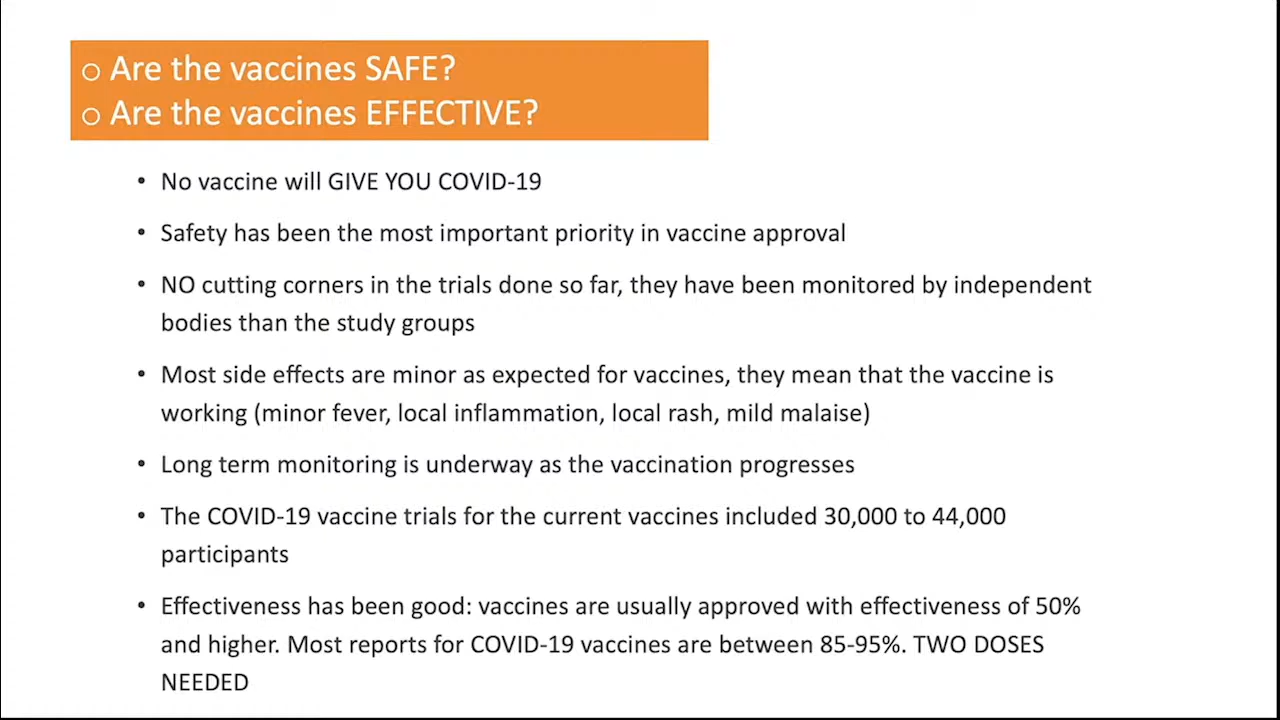 o Are the vaccines SAFE?
o Are the vaccines EFFECTIVE?
• No vaccine will GIVE YOU COVID-19
• Safety has been the most important priority in vaccine approval
• NO cutting corners in the trials done so far, they have been monitored by independent
bodies than the study groups
• Most side effects are minor as expected for vaccines, they mean that the vaccine is
working (minor fever, local inflammation, local rash, mild malaise)
• Long term monitoring is underway as the vaccination progresses
• The COVID-19 vaccine trials for the current vaccines included 30,000 to 44,000
participants
• Effectiveness has been good: vaccines are usually approved with effectiveness of 50%
and higher. Most reports for COVID-19 vaccines are between 85-95%. TWO DOSES
NEEDED